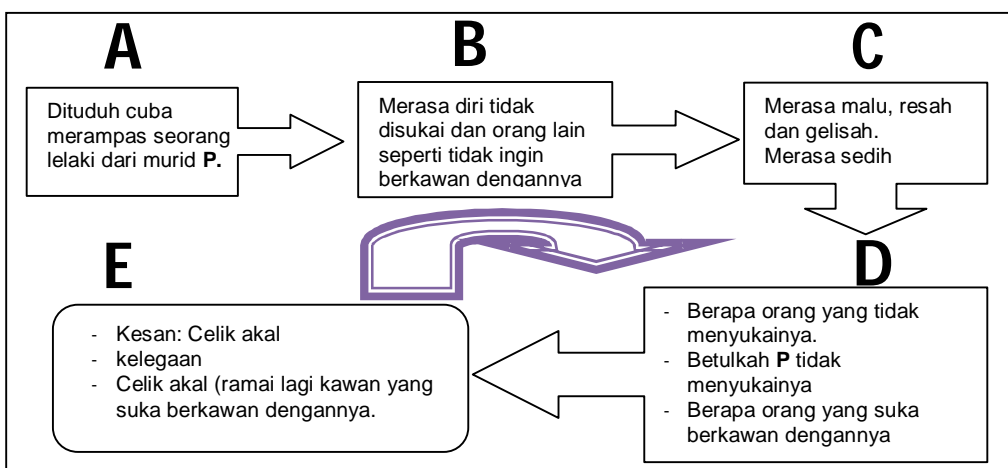 A
Dituduh cuba
merampas seorang
lelaki dari murid P.
B
Merasa diri tidak
disukai dan orang lain
seperti tidak ingin
berkawan dengannya
C
Merasa malu, resah
dan gelisah.
Merasa sedih
D
- Berapa orang yang tidak
menyukainya.
- Betulkah P tidak
menyukainya
- Berapa orang yang suka
berkawan dengannya
E
- Kesan: Celik akal
- kelegaan
- Celik akal (ramai lagi kawan yang
suka berkawan dengannya.